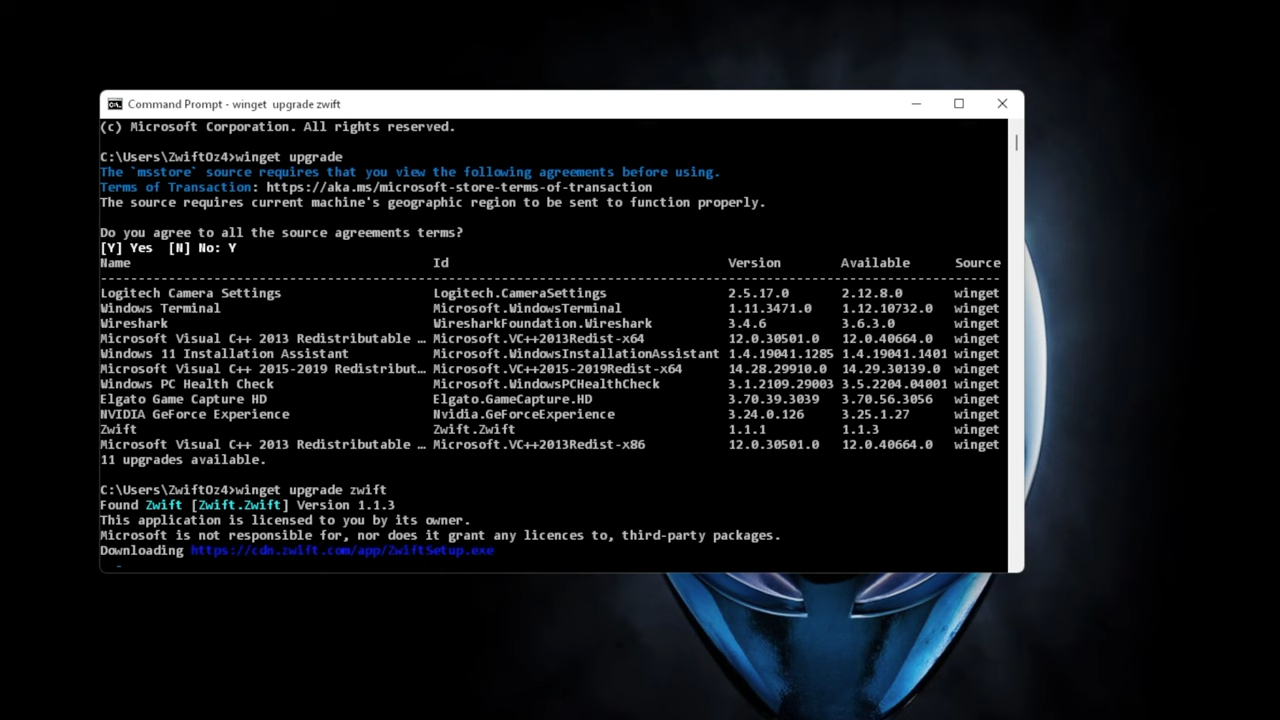 Command Prompt - winget  upgrade zwift
(c) Microsoft Corporation. All rights reserved.
C:\Users\ZwiftOz4>winget upgrade
The `msstore` source requires that you view the following agreements before using.
Terms of Transaction: https://aka.ms/microsoft-store-terms-of-transaction
The source requires current machine's geographic region to be sent to function properly.
Do you agree to all the source agreements terms?
[Y] Yes  [N] No: Y
Name Id Version Available Source
---------------------------------------------------------------------------------------------------------------------
Logitech Camera Settings Logitech.CameraSettings 2.5.17.0 2.12.8.0 winget
Windows Terminal Microsoft.WindowsTerminal 1.11.3471.0 1.12.10732.0 winget
Wireshark WiresharkFoundation.Wireshark 3.4.6 3.6.3.0 winget
Microsoft Visual C++ 2013 Redistributable … Microsoft.VC++2013Redist-x64 12.0.30501.0 12.0.40664.0 winget
Windows 11 Installation Assistant Microsoft.WindowsInstallationAssistant 1.4.19041.1285 1.4.19041.1401 winget
Microsoft Visual C++ 2015-2019 Redistribut… Microsoft.VC++2015-2019Redist-x64 14.28.29910.0 14.29.30139.0 winget
Windows PC Health Check Microsoft.WindowsPCHealthCheck 3.1.2109.29003 3.5.2204.04001 winget
Elgato Game Capture HD Elgato.GameCapture.HD 3.70.39.3039 3.70.56.3056 winget
NVIDIA GeForce Experience Nvidia.GeForceExperience 3.24.0.126 3.25.1.27 winget
Zwift Zwift.Zwift 1.1.1 1.1.3 winget
Microsoft Visual C++ 2013 Redistributable … Microsoft.VC++2013Redist-x86 12.0.30501.0 12.0.40664.0 winget
11 upgrades available.
C:\Users\ZwiftOz4>winget upgrade zwift
Found Zwift [Zwift.Zwift] Version 1.1.3
This application is licensed to you by its owner.
Microsoft is not responsible for, nor does it grant any licences to, third-party packages.
Downloading https://cdn.zwift.com/app/ZwiftSetup.exe
-